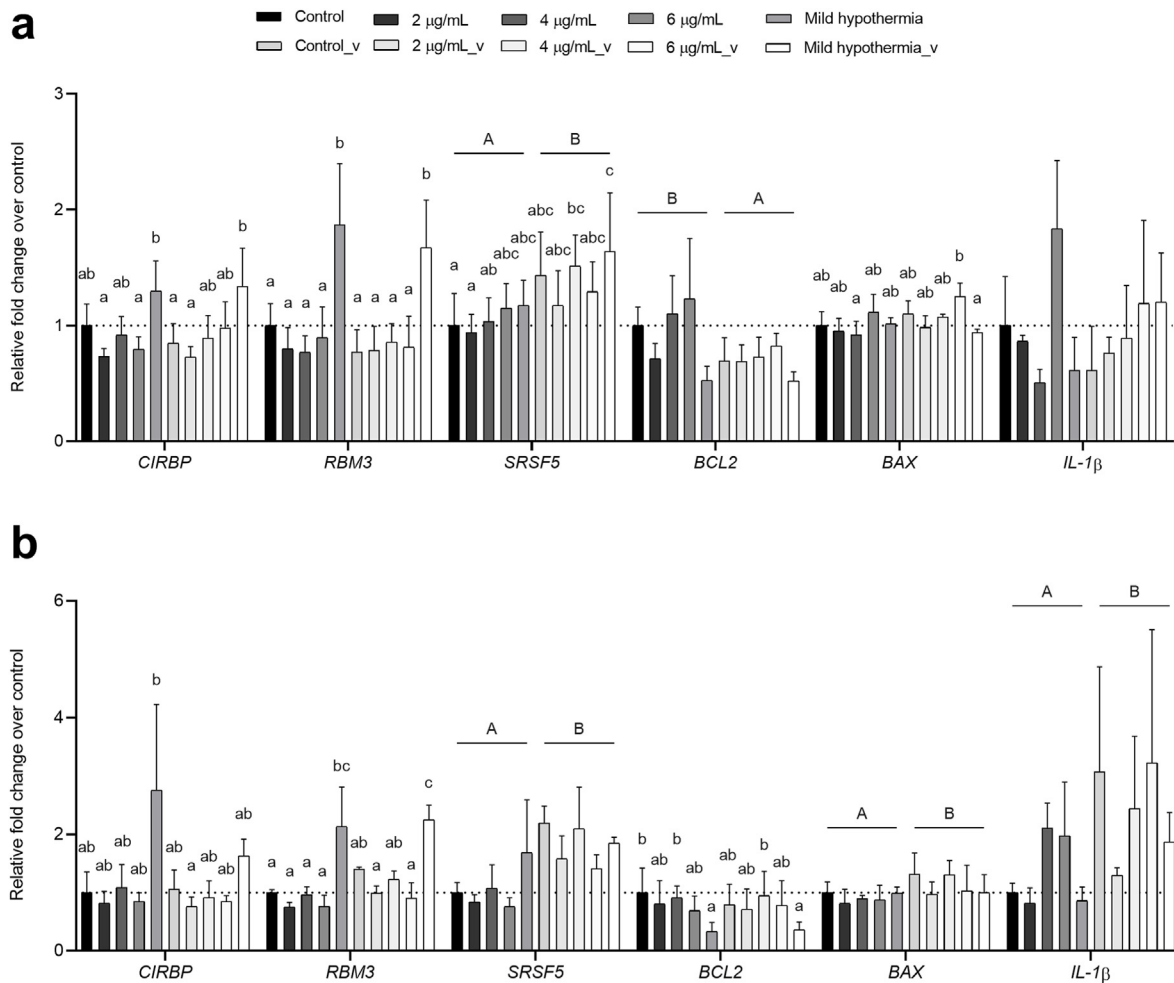 a
Control 2 μg/mL 4 μg/mL 6 μg/mL Mild hypothermia
Control_v 2 μg/mL_v 4 μg/mL_v 6 μg/mL_v Mild hypothermia_v
Relative fold change over control
3
2
1
0
ab a ab a b a a ab ab b
a a a a b a a a a b
A B
a a ab abc abc abc abc bc abc c
B A
ab ab a ab ab ab ab ab b a
CIRBP RBM3 SRSF5 BCL2 BAX IL-1β
b
Relative fold change over control
6
4
2
0
ab ab ab ab b ab a ab ab ab
a a a a bc ab a ab a c
A B
b ab b ab a ab ab b ab a
A B
A B
CIRBP RBM3 SRSF5 BCL2 BAX IL-1β